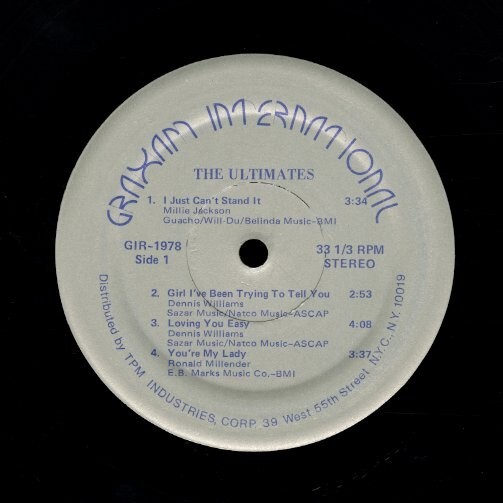 GRAXAM INTERNATIONAL
THE ULTIMATES
1. I Just Can't Stand It 3:34
Millie Jackson
Guacho/Will-Du/Belinda Music-BMI
GIR-1978 33 1/3 RPM
Side 1 STEREO
2. Girl I've Been Trying To Tell You 2:53
Dennis Williams
Sazar Music/Natco Music-ASCAP
3. Loving You Easy 4:08
Dennis Williams
Sazar Music/Natco Music-ASCAP
4. You're My Lady 3:37
Ronald Millender
E.B. Marks Music Co.-BMI
Distributed by TPM INDUSTRIES, CORP. 39 West 55th Street N.Y.C. N.Y. 10019